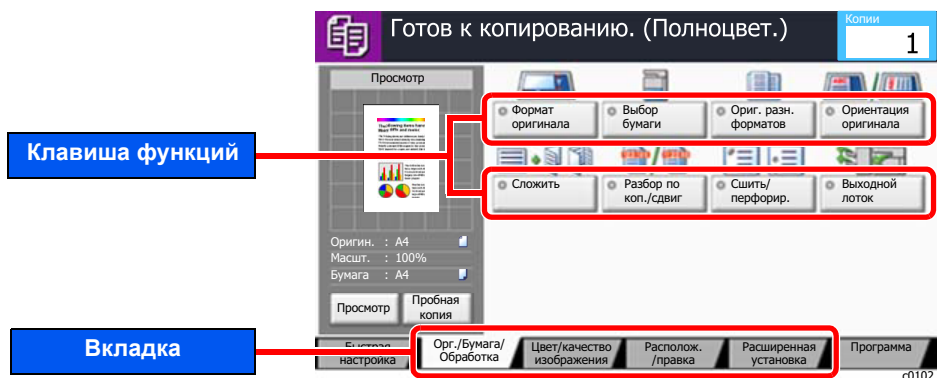 Готов к копированию. (Полноцвет.)
Копии
1
Просмотр
Формат оригинала
Выбор бумаги
Ориг. разн. форматов
Ориентация оригинала
Клавиша функций
Сложить
Разбор по коп./сдвиг
Сшить/ перфорир.
Выходной лоток
Оригин. : A4
Масшт. : 100%
Бумага : A4
Просмотр
Пробная копия
Вкладка
Быстрая настройка
Орг./Бумага/ Обработка
Цвет/качество изображения
Располож. /правка
Расширенная установка
Программа
c0102